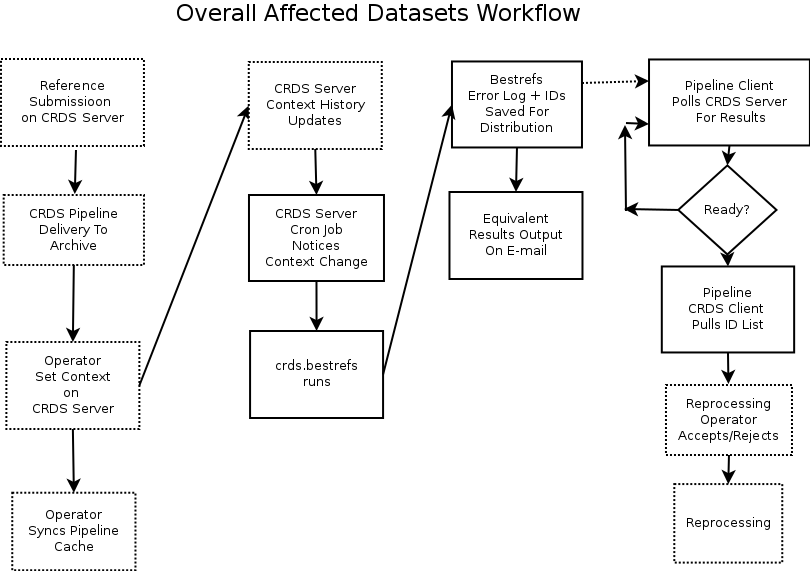 Overall Affected Datasets Workflow
Reference
Submissioon
on CRDS Server
CRDS Pipeline
Delivery To
Archive
Operator
Set Context
on
CRDS Server
Operator
Syncs Pipeline
Cache
CRDS Server
Context History
Updates
CRDS Server
Cron Job
Notices
Context Change
crds.bestrefs
runs
Bestrefs
Error Log + IDs
Saved For
Distribution
Equivalent
Results Output
On E-mail
Pipeline Client
Polls CRDS Server
For Results
Ready?
Pipeline
CRDS Client
Pulls ID List
Reprocessing
Operator
Accepts/Rejects
Reprocessing